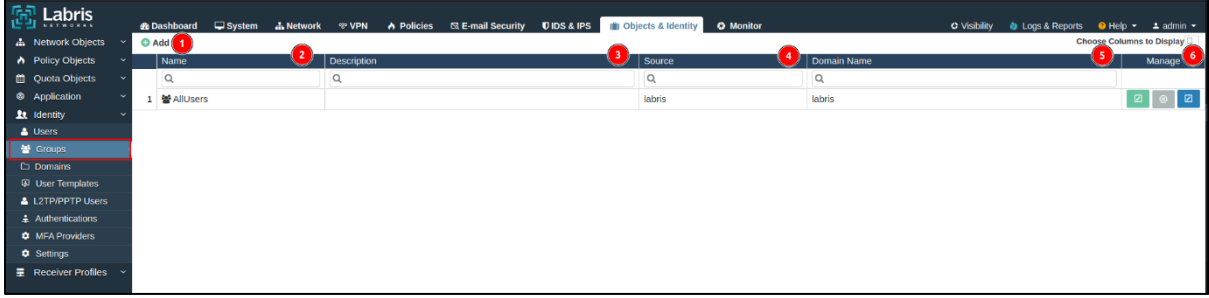 Labris
NETWORKS
Dashboard System Network VPN Policies E-mail Security IDS & IPS Objects & Identity Monitor Visibility Logs & Reports Help admin
Network Objects
Policy Objects
Quota Objects
Application
Identity
Users
Groups
Domains
User Templates
L2TP/PPTP Users
Authentications
MFA Providers
Settings
Receiver Profiles
Add 1 Choose Columns to Display
Name 2 Description 3 Source 4 Domain Name 5 Manage 6
1 AllUsers labris labris